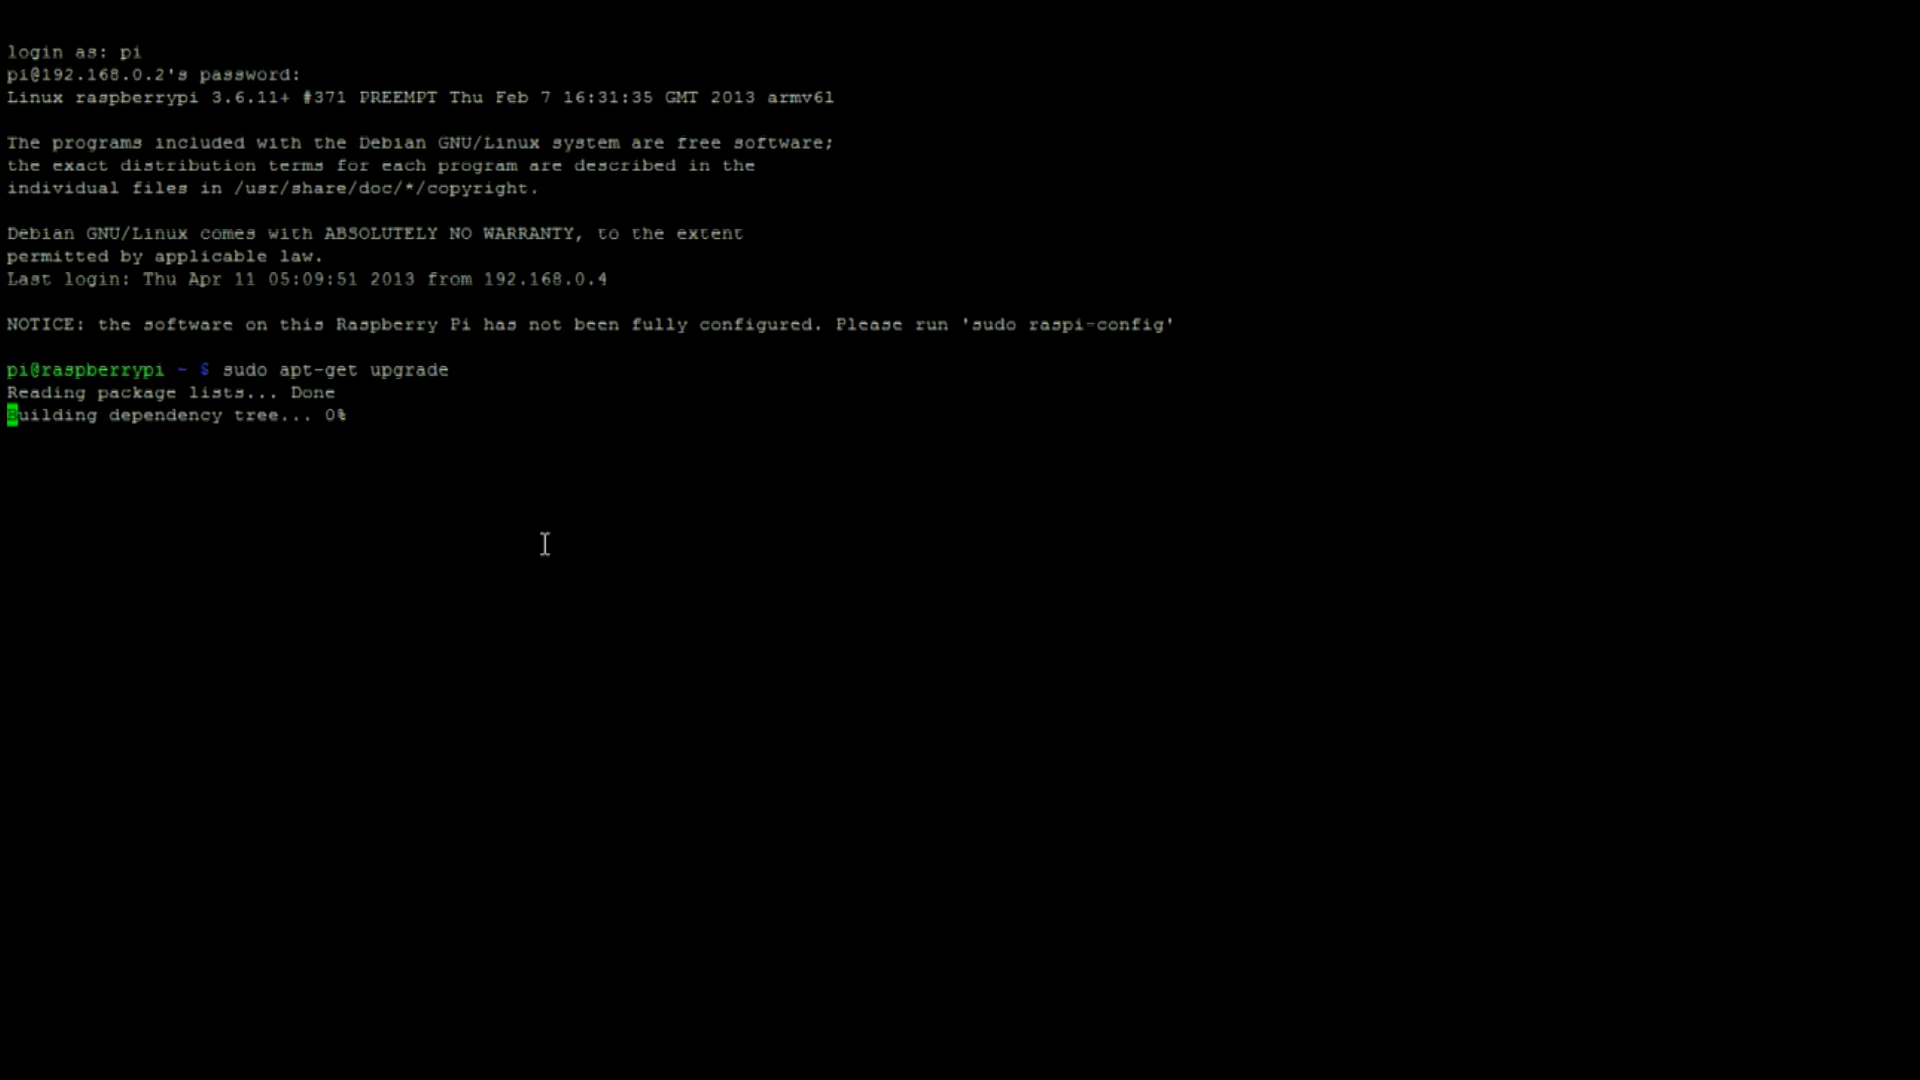 login as: pi
pi@192.168.0.2's password:
Linux raspberrypi 3.6.11+ #371 PREEMPT Thu Feb 7 16:31:35 GMT 2013 armv6l
The programs included with the Debian GNU/Linux system are free software;
the exact distribution terms for each program are described in the
individual files in /usr/share/doc/*/copyright.
Debian GNU/Linux comes with ABSOLUTELY NO WARRANTY, to the extent
permitted by applicable law.
Last login: Thu Apr 11 05:09:51 2013 from 192.168.0.4
NOTICE: the software on this Raspberry Pi has not been fully configured. Please run 'sudo raspi-config'
pi@raspberrypi ~ $ sudo apt-get upgrade
Reading package lists... Done
Building dependency tree... 0%